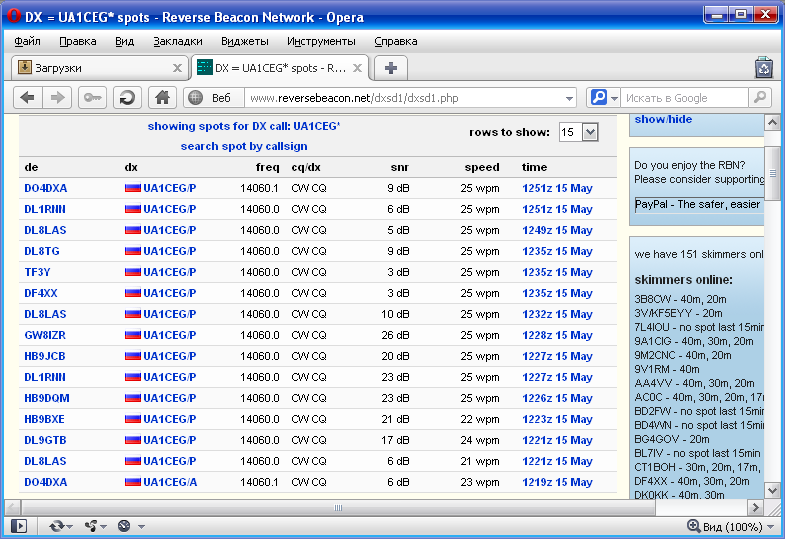 DX = UA1CEG* spots - Reverse Beacon Network - Opera
Файл Правка Вид Закладки Виджеты Инструменты Справка
Загрузки
DX = UA1CEG* spots - R...
Веб www.reversebeacon.net/dxsd1/dxsd1.php
Искать в Google
showing spots for DX call: UA1CEG*
search spot by callsign
rows to show: 15
de dx freq cq/dx snr speed time
DO4DXA UA1CEG/P 14060.1 CW CQ 9 dB 25 wpm 1251z 15 May
DL1RNN UA1CEG/P 14060.0 CW CQ 6 dB 25 wpm 1251z 15 May
DL8LAS UA1CEG/P 14060.0 CW CQ 5 dB 25 wpm 1249z 15 May
DL8TG UA1CEG/P 14060.0 CW CQ 9 dB 25 wpm 1235z 15 May
TF3Y UA1CEG/P 14060.0 CW CQ 3 dB 25 wpm 1235z 15 May
DF4XX UA1CEG/P 14060.0 CW CQ 3 dB 25 wpm 1235z 15 May
DL8LAS UA1CEG/P 14060.0 CW CQ 10 dB 25 wpm 1232z 15 May
GW8IZR UA1CEG/P 14060.0 CW CQ 26 dB 25 wpm 1228z 15 May
HB9JCB UA1CEG/P 14060.0 CW CQ 20 dB 25 wpm 1227z 15 May
DL1RNN UA1CEG/P 14060.0 CW CQ 23 dB 25 wpm 1227z 15 May
HB9DQM UA1CEG/P 14060.0 CW CQ 23 dB 25 wpm 1226z 15 May
HB9BXE UA1CEG/P 14060.0 CW CQ 21 dB 22 wpm 1223z 15 May
DL9GTB UA1CEG/P 14060.0 CW CQ 17 dB 24 wpm 1221z 15 May
DL8LAS UA1CEG/P 14060.0 CW CQ 6 dB 21 wpm 1221z 15 May
DO4DXA UA1CEG/A 14060.1 CW CQ 6 dB 23 wpm 1219z 15 May
show/hide
Do you enjoy the RBN?
Please consider supporting
PayPal - The safer, easier
we have 151 skimmers onl
skimmers online:
3B8CW - 40m, 20m
3V/KF5EYY - 20m
7L4IOU - no spot last 15min
9A1CIG - 40m, 30m, 20m
9M2CNC - 40m, 20m
9V1RM - 40m
AA4VV - 40m, 30m, 20m
AC0C - 40m, 30m, 20m, 17m
BD2FW - no spot last 15min
BD4WN - no spot last 15min
BG4GOV - 20m
BL7IV - no spot last 15min
CT1BOH - 30m, 20m, 17m,
DF4XX - 40m, 30m, 20m
DK0KK - 40m, 30m
Вид (100%)